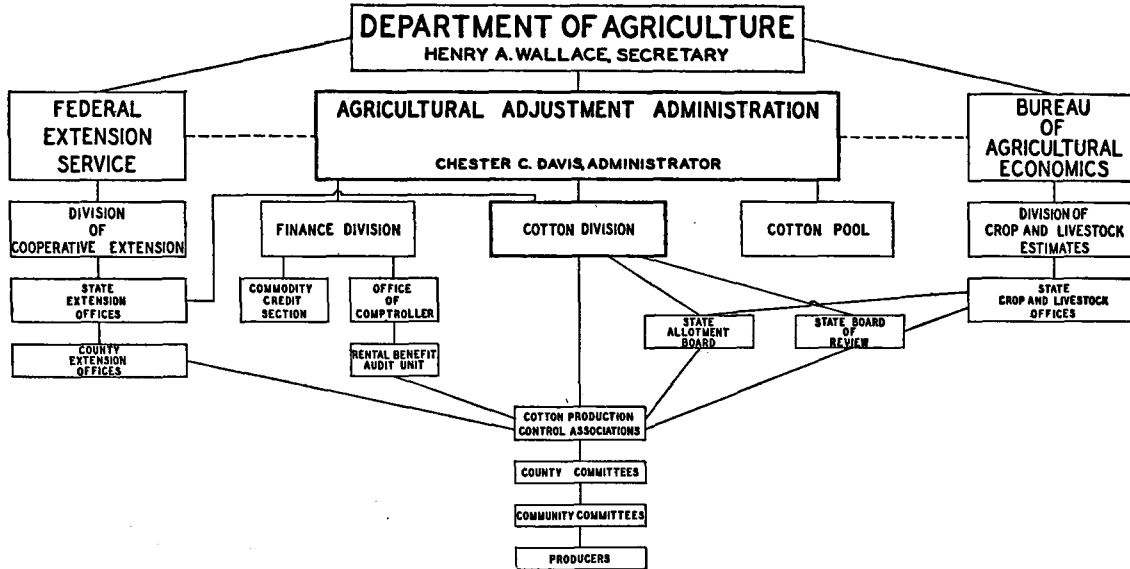 DEPARTMENT OF AGRICULTURE
HENRY A. WALLACE, SECRETARY
FEDERAL
EXTENSION
SERVICE
AGRICULTURAL ADJUSTMENT ADMINISTRATION
CHESTER C. DAVIS, ADMINISTRATOR
BUREAU
OF
AGRICULTURAL
ECONOMICS
DIVISION
OF
COOPERATIVE EXTENSION
FINANCE DIVISION
COTTON DIVISION
COTTON POOL
DIVISION OF
CROP AND LIVESTOCK
ESTIMATES
STATE
EXTENSION
OFFICES
COMMODITY
CREDIT
SECTION
OFFICE
OF
COMPTROLLER
STATE
ALLOTMENT
BOARD
STATE BOARD
OF
REVIEW
STATE
CROP AND LIVESTOCK
OFFICES
COUNTY
EXTENSION
OFFICES
RENTAL BENEFIT
AUDIT UNIT
COTTON PRODUCTION
CONTROL ASSOCIATIONS
COUNTY COMMITTEES
COMMUNITY COMMITTEES
PRODUCERS